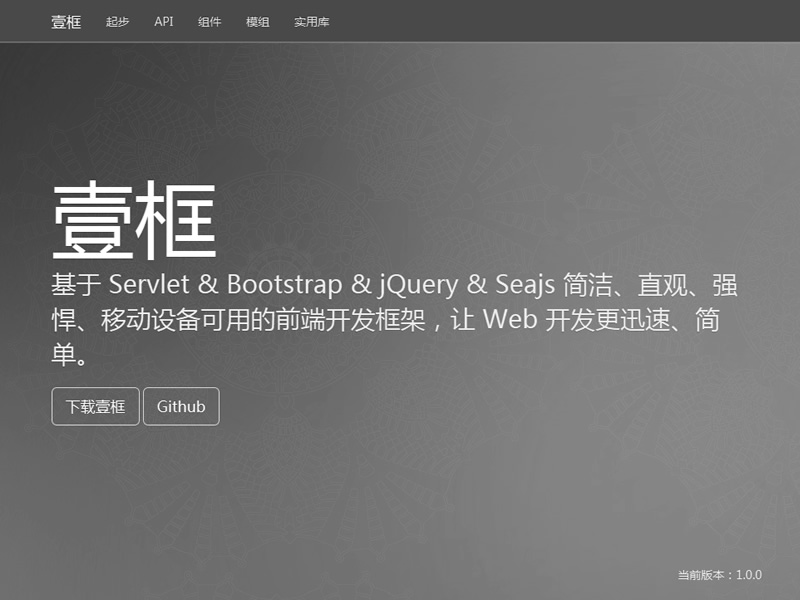 壹框 起步 API 组件 模组 实用库
壹框
基于 Servlet & Bootstrap & jQuery & Seajs 简洁、直观、强
悍、移动设备可用的前端开发框架，让 Web 开发更迅速、简
单。
下载壹框 Github
当前版本：1.0.0